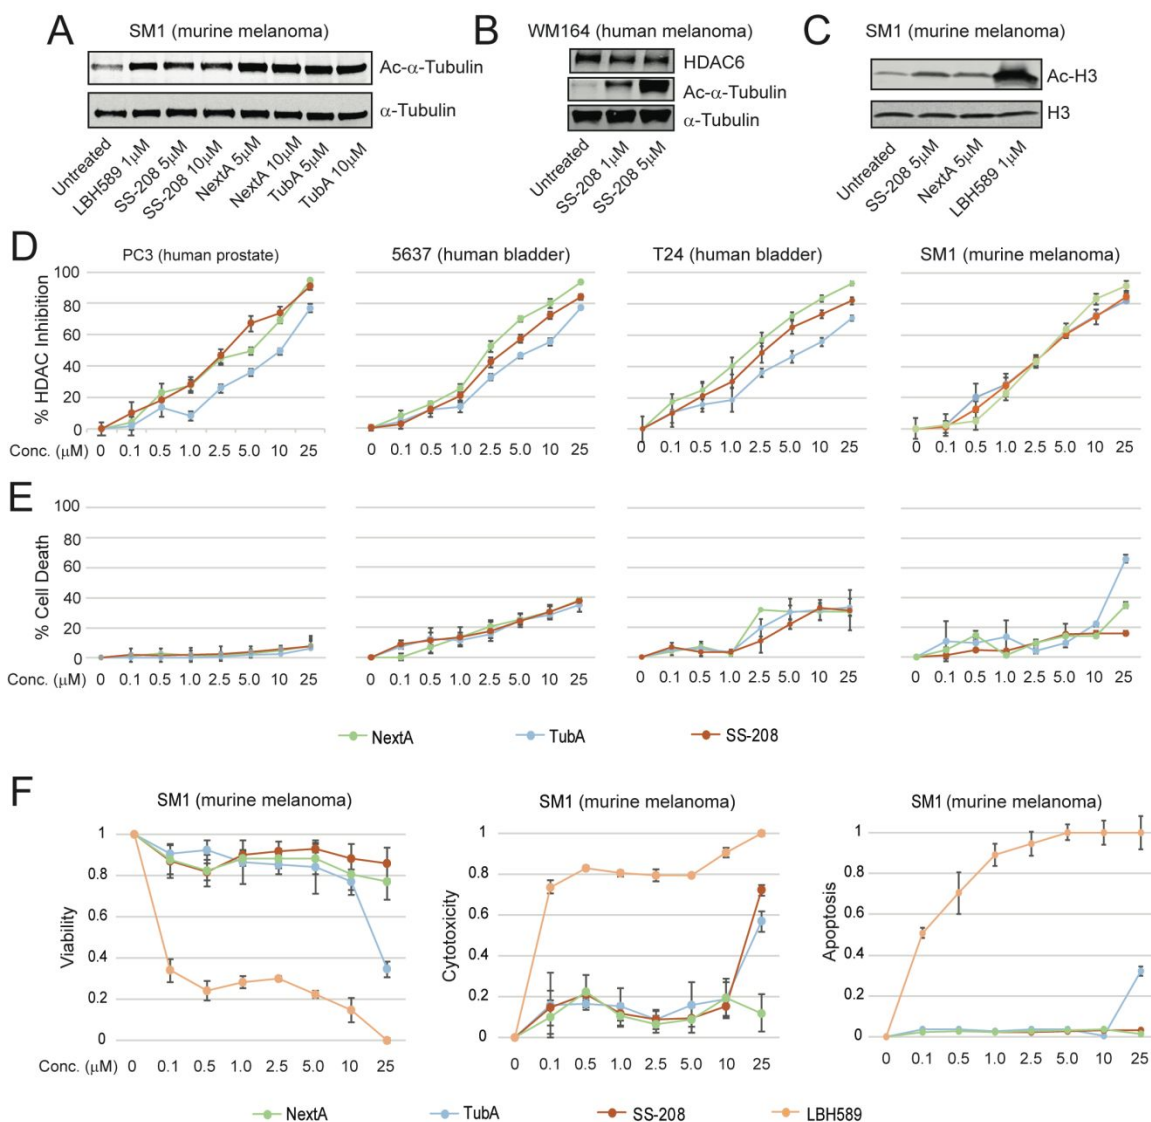 A
SM1 (murine melanoma)
Ac-α-Tubulin
α-Tubulin
Untreated
LBH589 1μM
SS-208 5μM
SS-208 10μM
NextA 5μM
NextA 10μM
TubA 5μM
TubA 10μM
B
WM164 (human melanoma)
HDAC6
Ac-α-Tubulin
α-Tubulin
Untreated
SS-208 1μM
SS-208 5μM
C
SM1 (murine melanoma)
Ac-H3
H3
Untreated
SS-208 5μM
NextA 5μM
LBH589 1μM
D
PC3 (human prostate)
5637 (human bladder)
T24 (human bladder)
SM1 (murine melanoma)
% HDAC Inhibition
100
80
60
40
20
0
Conc. (μM)
0 0.1 0.5 1.0 2.5 5.0 10 25
0 0.1 0.5 1.0 2.5 5.0 10 25
0 0.1 0.5 1.0 2.5 5.0 10 25
0 0.1 0.5 1.0 2.5 5.0 10 25
E
% Cell Death
100
80
60
40
20
0
Conc. (μM)
0 0.1 0.5 1.0 2.5 5.0 10 25
0 0.1 0.5 1.0 2.5 5.0 10 25
0 0.1 0.5 1.0 2.5 5.0 10 25
0 0.1 0.5 1.0 2.5 5.0 10 25
NextA
TubA
SS-208
F
SM1 (murine melanoma)
Viability
1
0.8
0.6
0.4
0.2
0
Conc. (μM)
0 0.1 0.5 1.0 2.5 5.0 10 25
SM1 (murine melanoma)
Cytotoxicity
1
0.8
0.6
0.4
0.2
0
0 0.1 0.5 1.0 2.5 5.0 10 25
SM1 (murine melanoma)
Apoptosis
1
0.8
0.6
0.4
0.2
0
0 0.1 0.5 1.0 2.5 5.0 10 25
NextA
TubA
SS-208
LBH589